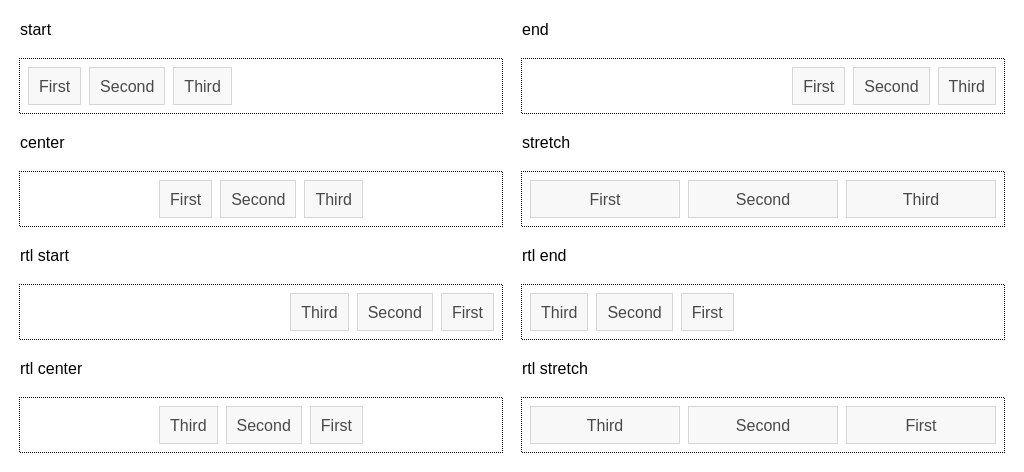 start
end
First Second Third
First Second Third
center
stretch
First Second Third
First Second Third
rtl start
rtl end
Third Second First
Third Second First
rtl center
rtl stretch
Third Second First
Third Second First